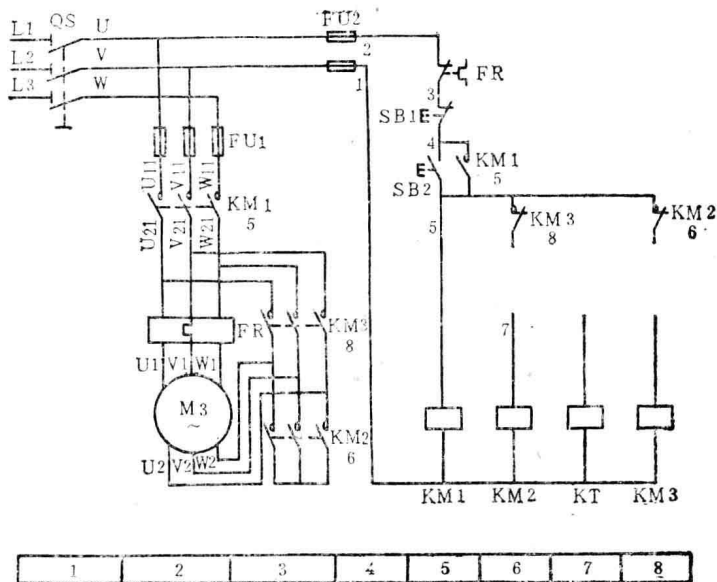 L1 QS U FU2
L2 V 2
L3 W 1 FR
3
SB1
FU1 4
KM1
5
SB2
U11 V11 W11
KM1
5
U21 V21 W21
5
KM3
8
KM2
6
FR
KM3
8
7
U1 V1 W1
M3
~
KM2
6
U2 V2 W2
KM1 KM2 KT KM3
1 2 3 4 5 6 7 8